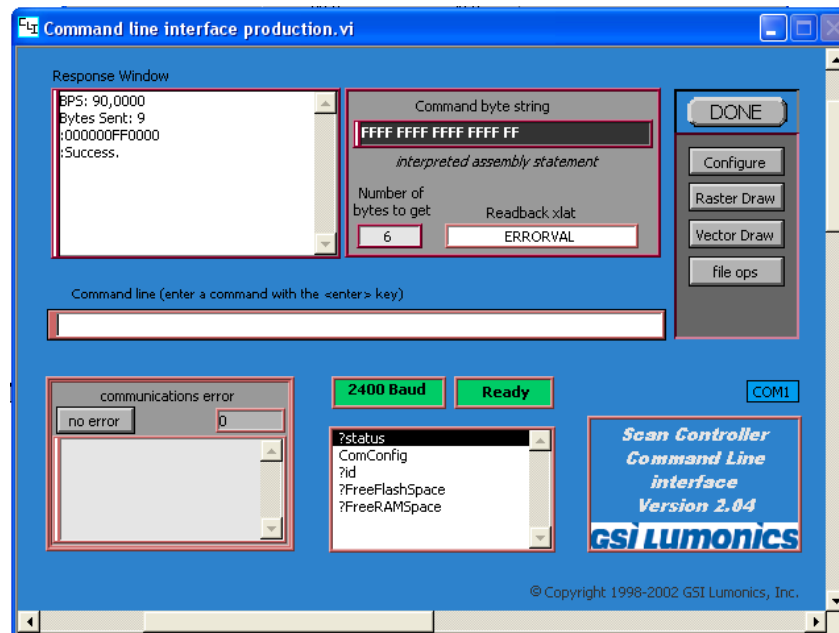 CLI Command line interface production.vi
Response Window
BPS: 90,0000
Bytes Sent: 9
:000000FF0000
:Success.
Command byte string
FFFF FFFF FFFF FFFF FF
interpreted assembly statement
Number of
bytes to get
6
Readback xlat
ERRORVAL
DONE
Configure
Raster Draw
Vector Draw
file ops
Command line (enter a command with the <enter> key)
communications error
no error
0
2400 Baud
Ready
COM1
?status
ComConfig
?id
?FreeFlashSpace
?FreeRAMSpace
Scan Controller
Command Line
interface
Version 2.04
GSI LUMONICS
© Copyright 1998-2002 GSI Lumonics, Inc.